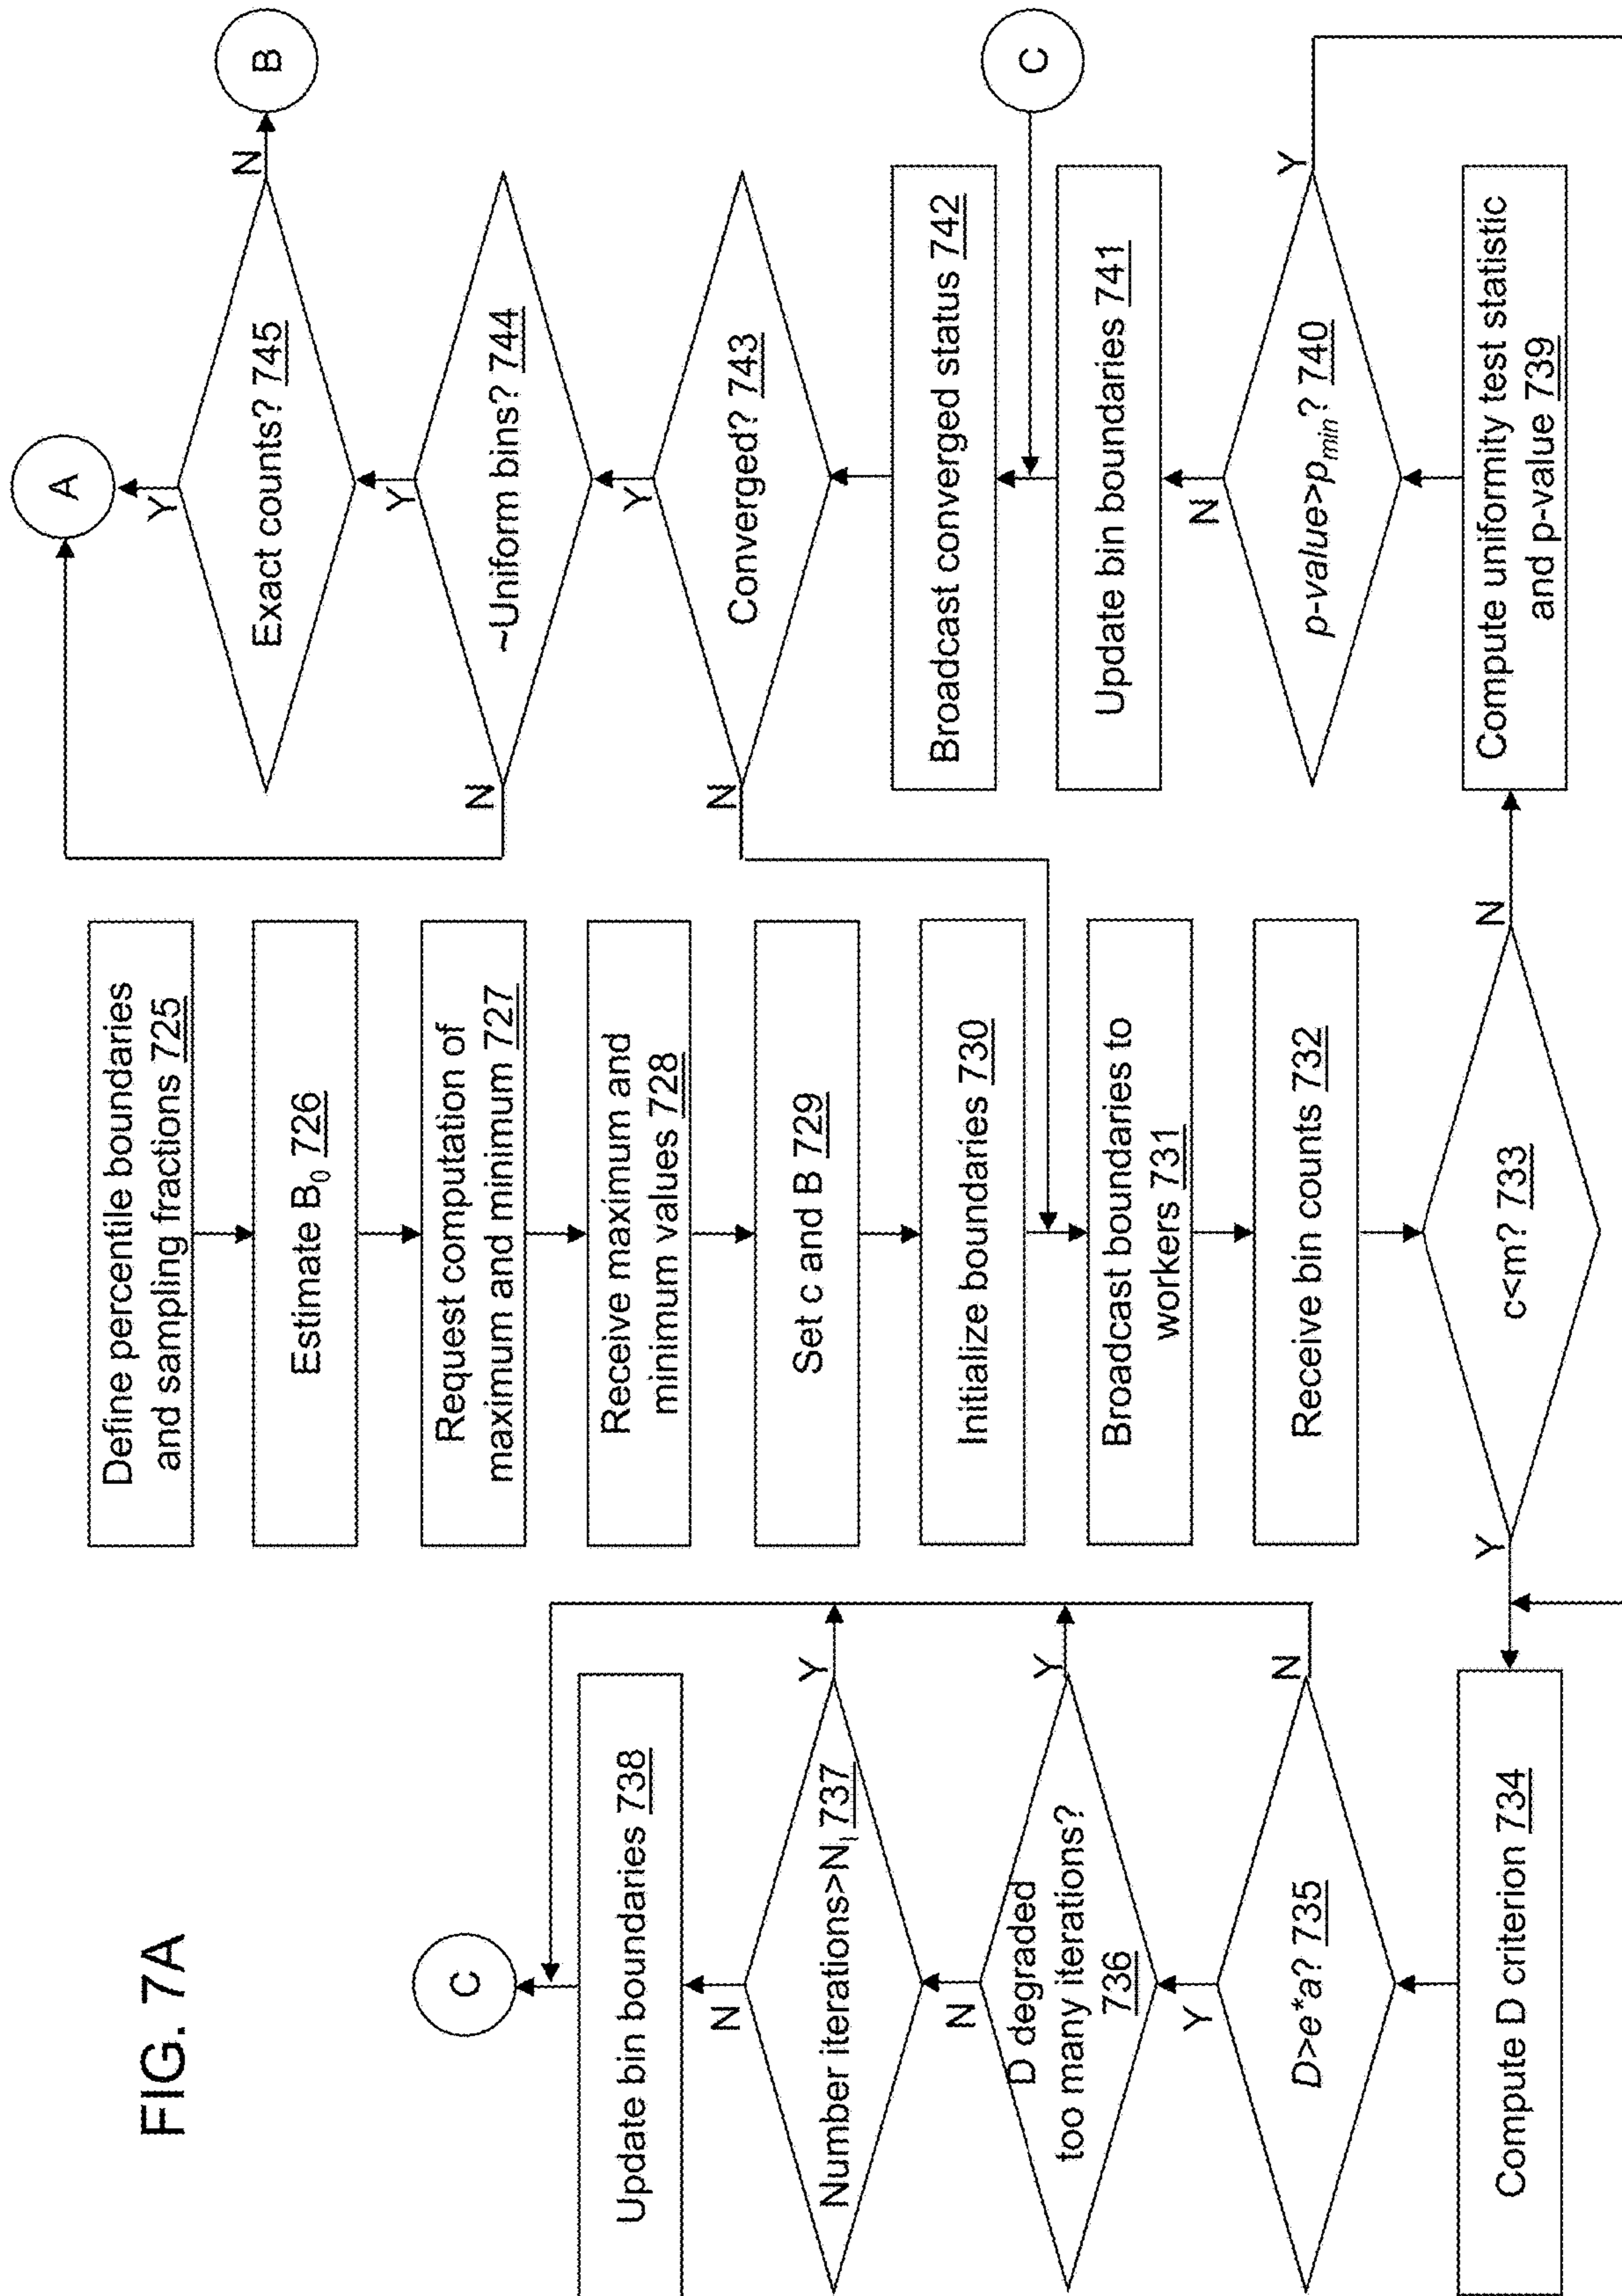 FIG. 7A
Define percentile boundaries
and sampling fractions 725
Estimate B₀ 726
Request computation of
maximum and minimum 727
Receive maximum and
minimum values 728
Set c and B 729
Initialize boundaries 730
Broadcast boundaries to
workers 731
Receive bin counts 732
c<m? 733
Y
N
Compute D criterion 734
D>e*a? 735
Y
N
D degraded
too many iterations?
736
N
Y
Number iterations>Nᵢ 737
N
Y
Update bin boundaries 738
C
Compute uniformity test statistic
and p-value 739
p-value>pmin? 740
N
Y
Update bin boundaries 741
C
Broadcast converged status 742
Converged? 743
N
Y
~Uniform bins? 744
N
Y
Exact counts? 745
Y
N
A
B